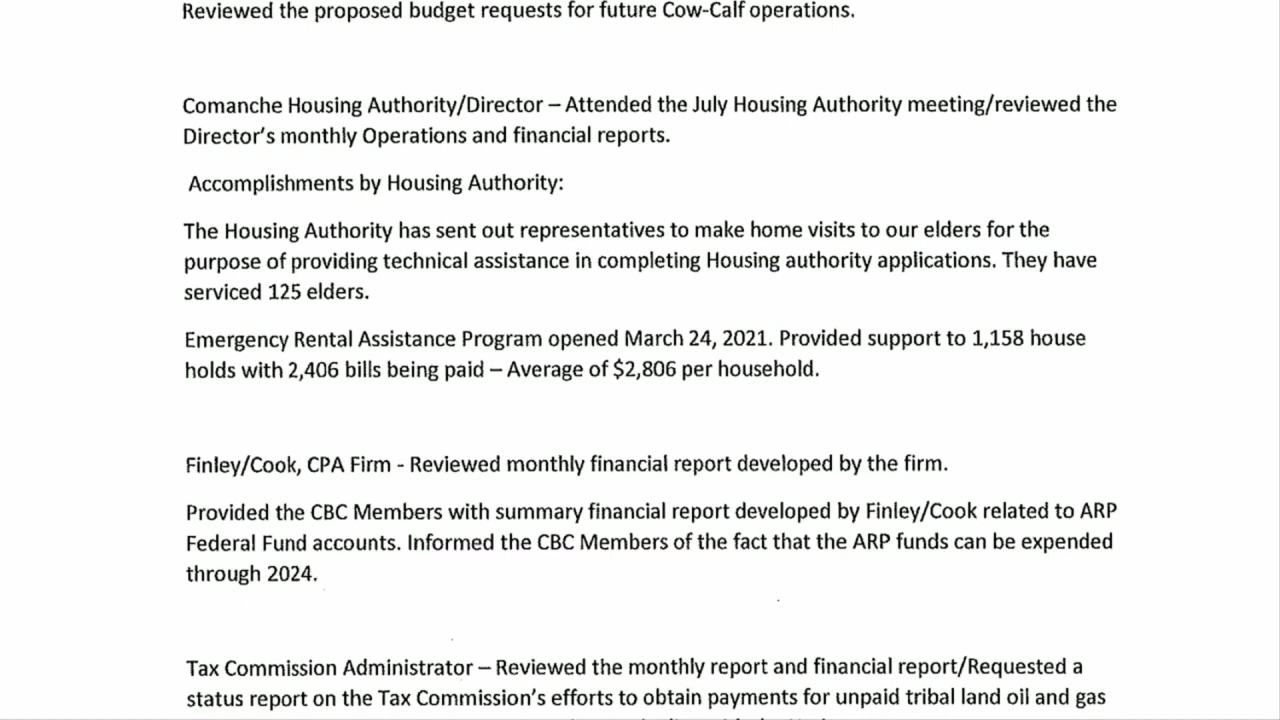 Reviewed the proposed budget requests for future Cow-Calf operations.
Comanche Housing Authority/Director – Attended the July Housing Authority meeting/reviewed the
Director's monthly Operations and financial reports.
Accomplishments by Housing Authority:
The Housing Authority has sent out representatives to make home visits to our elders for the
purpose of providing technical assistance in completing Housing authority applications. They have
serviced 125 elders.
Emergency Rental Assistance Program opened March 24, 2021. Provided support to 1,158 house
holds with 2,406 bills being paid – Average of $2,806 per household.
Finley/Cook, CPA Firm - Reviewed monthly financial report developed by the firm.
Provided the CBC Members with summary financial report developed by Finley/Cook related to ARP
Federal Fund accounts. Informed the CBC Members of the fact that the ARP funds can be expended
through 2024.
Tax Commission Administrator – Reviewed the monthly report and financial report/Requested a
status report on the Tax Commission's efforts to obtain payments for unpaid tribal land oil and gas